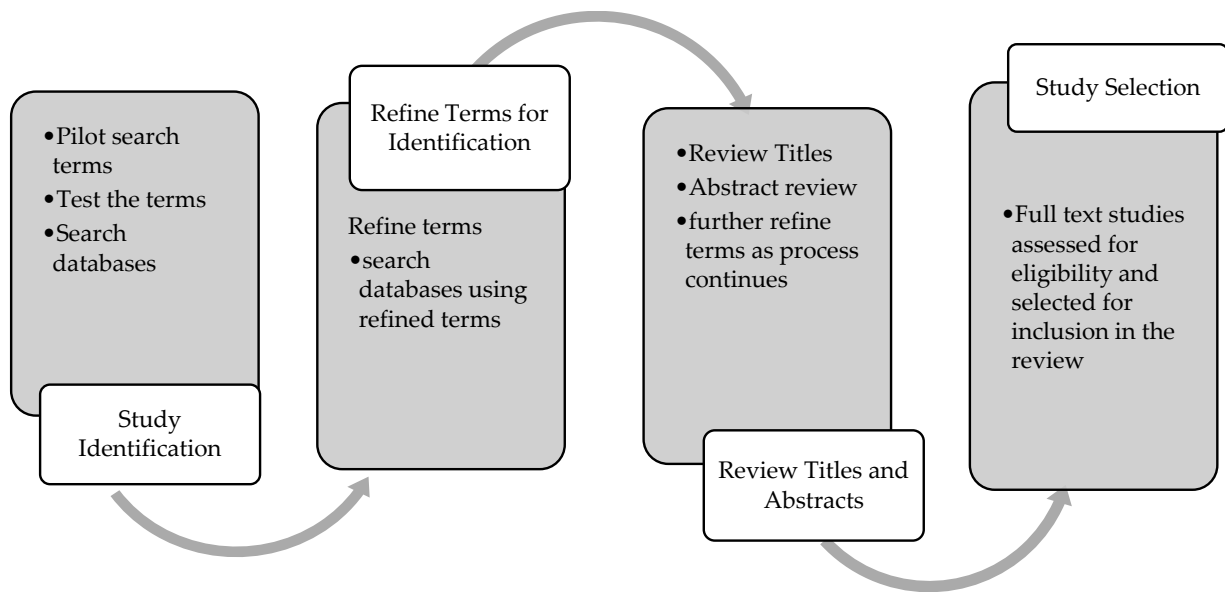 •Pilot search
terms
•Test the terms
•Search
databases
Study
Identification
Refine Terms for
Identification
Refine terms
•search
databases using
refined terms
•Review Titles
•Abstract review
•further refine
terms as process
continues
Review Titles and
Abstracts
Study Selection
•Full text studies
assessed for
eligibility and
selected for
inclusion in the
review